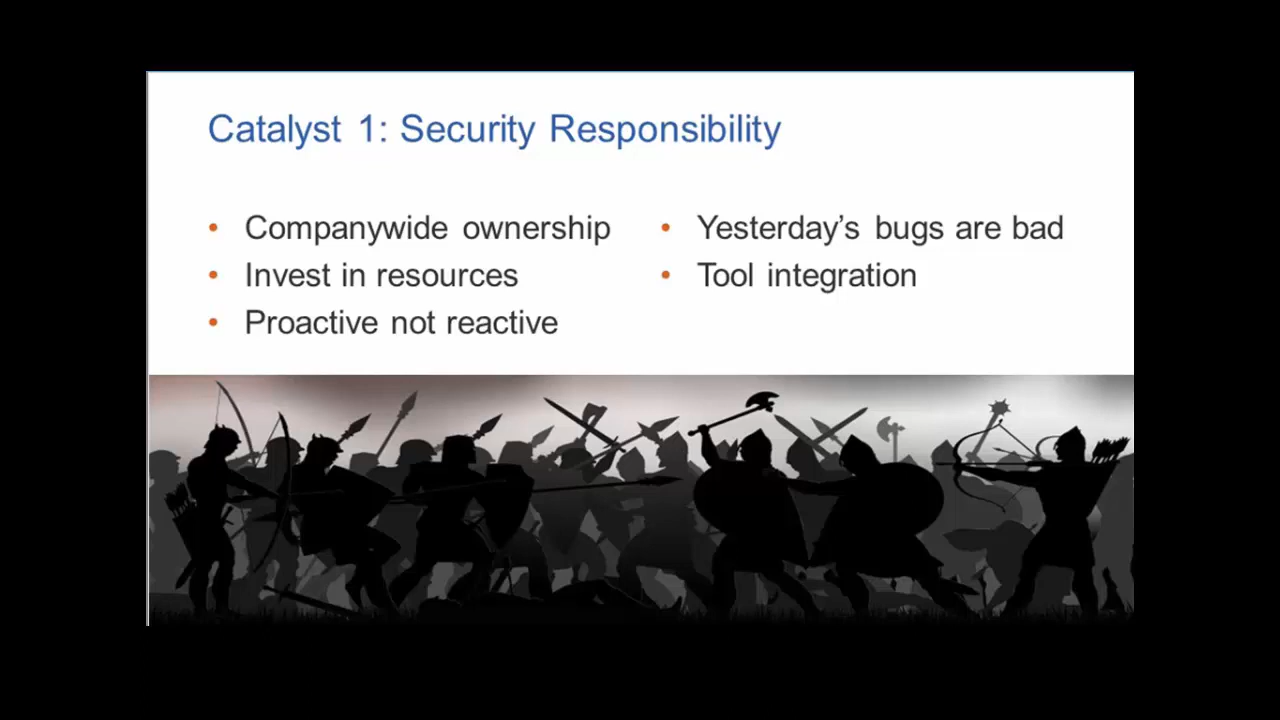 Catalyst 1: Security Responsibility
Companywide ownership
Invest in resources
Proactive not reactive
Yesterday’s bugs are bad
Tool integration